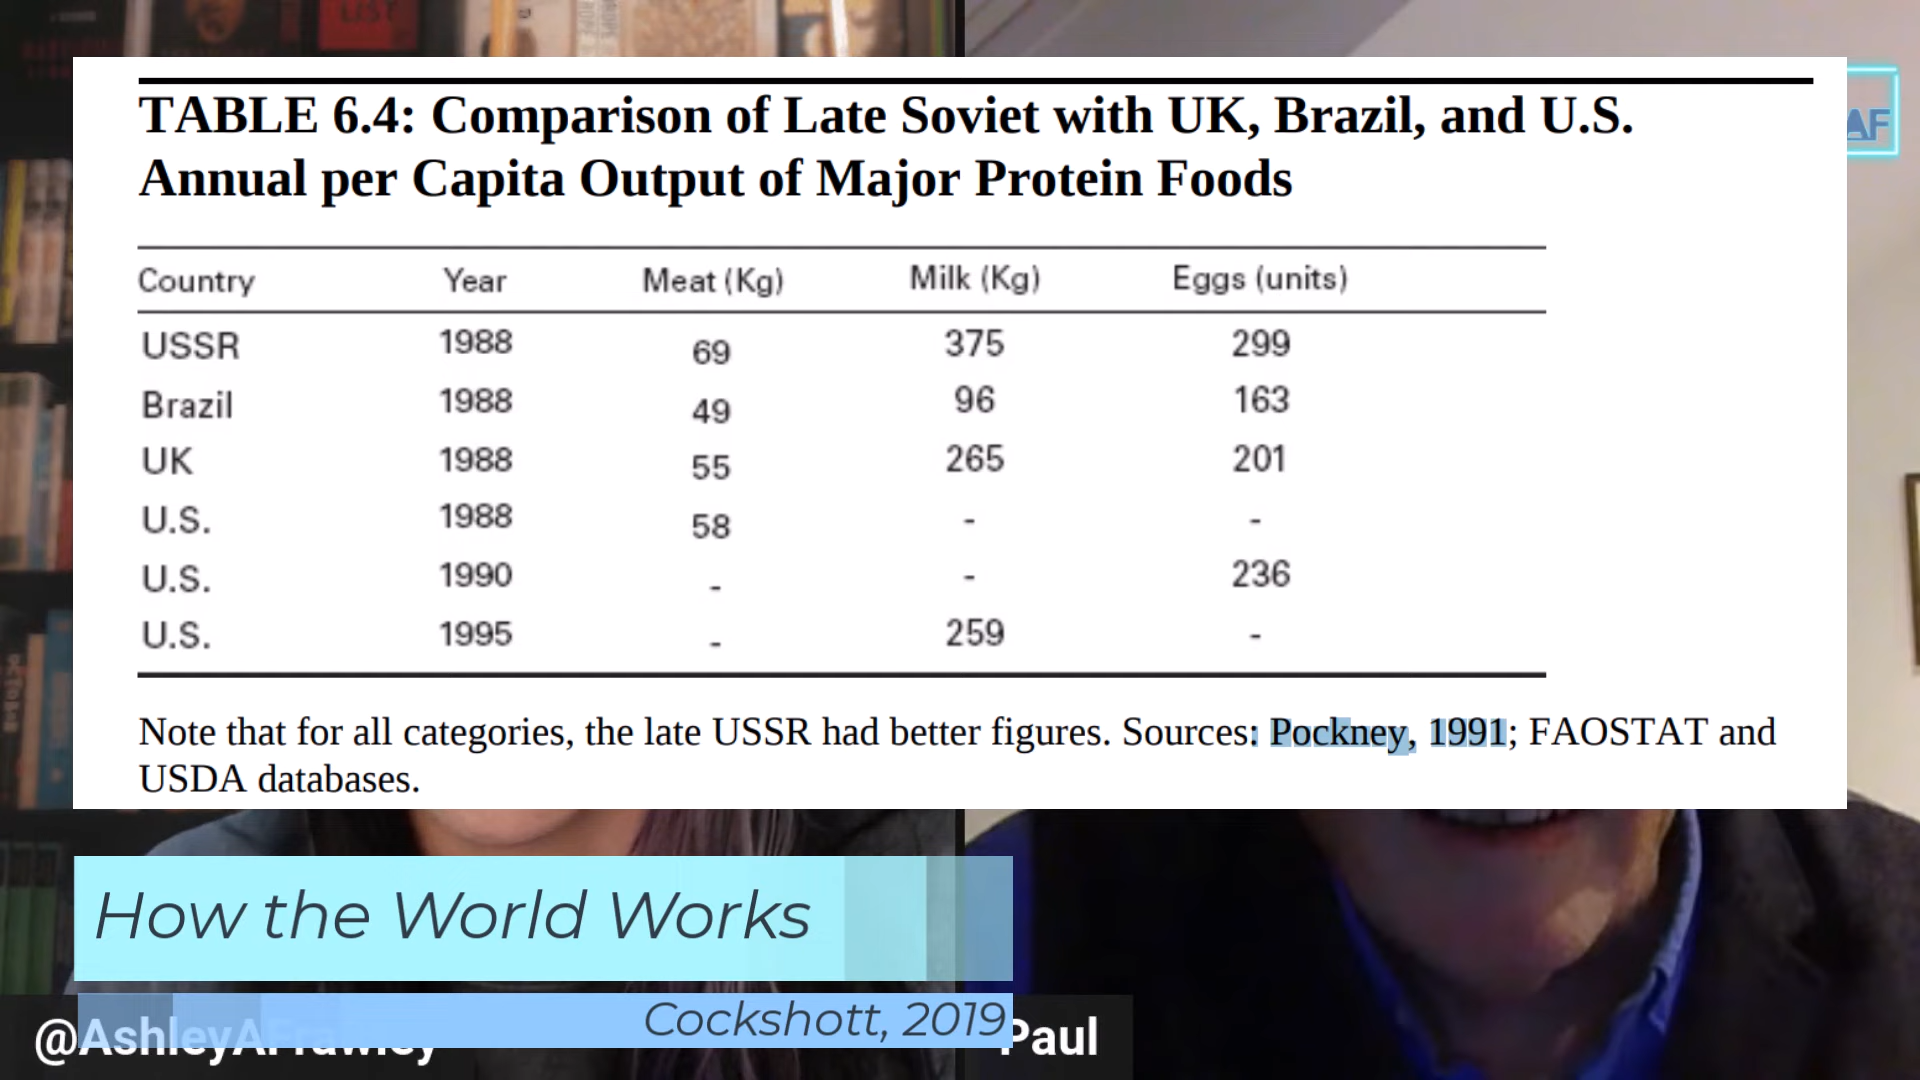 LIST
AF
TABLE 6.4: Comparison of Late Soviet with UK, Brazil, and U.S.
Annual per Capita Output of Major Protein Foods
Country Year Meat (Kg) Milk (Kg) Eggs (units)
USSR 1988 69 375 299
Brazil 1988 49 96 163
UK 1988 55 265 201
U.S. 1988 58 - -
U.S. 1990 - - 236
U.S. 1995 - 259 -
Note that for all categories, the late USSR had better figures. Sources: Pockney, 1991; FAOSTAT and
USDA databases.
How the World Works
Cockshott, 2019
@AshleyAFrawley
Paul